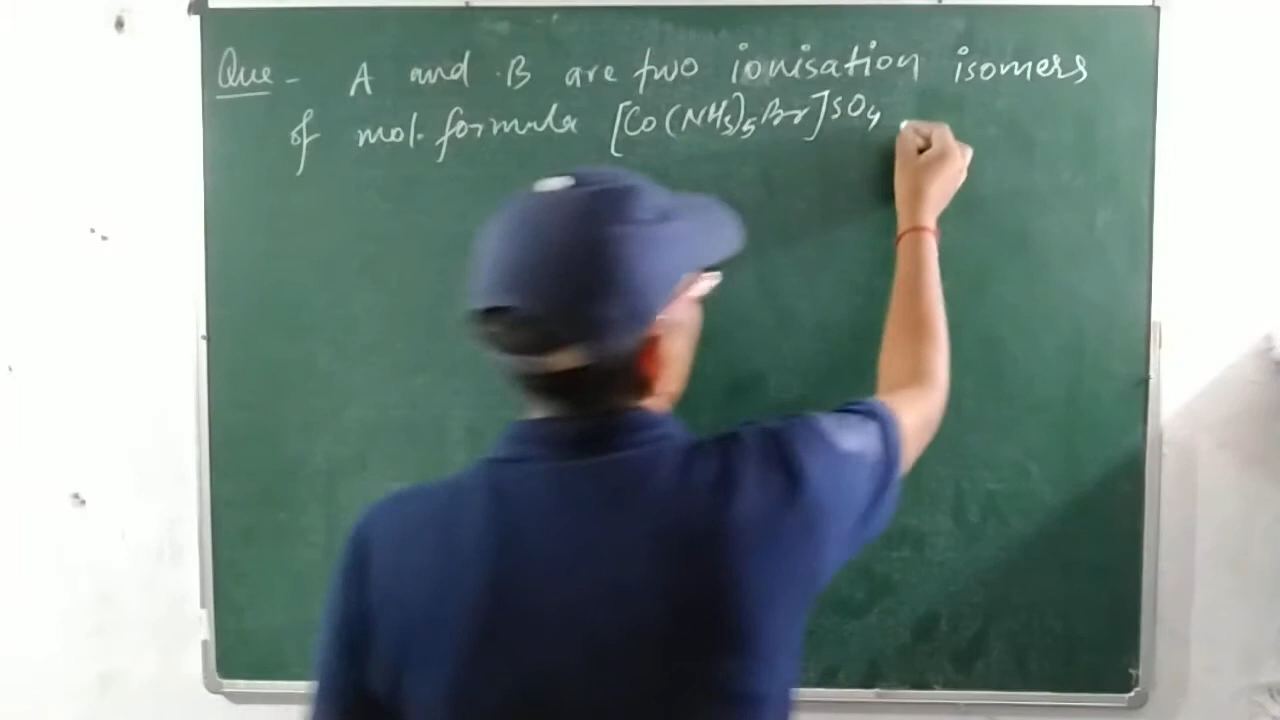 Que - A and B are two ionisation isomers
of mol. formula [Co(NH3)5Br]SO4